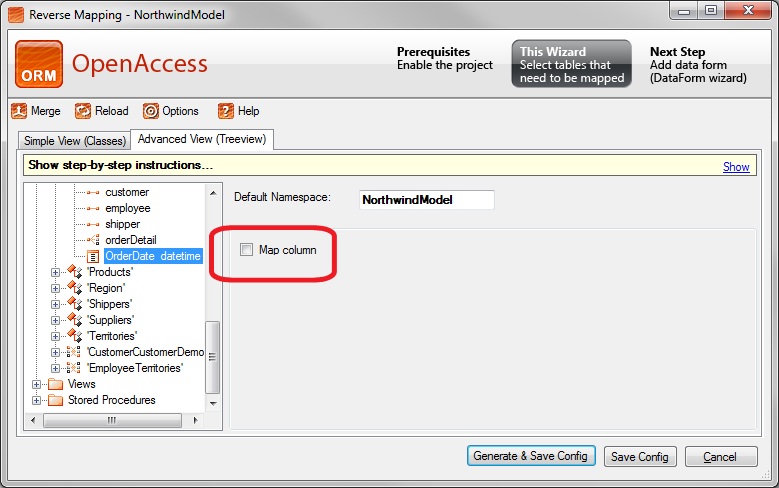 Reverse Mapping - NorthwindModel
ORM OpenAccess
Prerequisites
Enable the project
This Wizard
Select tables that
need to be mapped
Next Step
Add data form
(DataForm wizard)
Merge Reload Options Help
Simple View (Classes) Advanced View (Treeview)
Show step-by-step instructions... Show
customer
employee
shipper
orderDetail
OrderDate datetime
'Products'
'Region'
'Shippers'
'Suppliers'
'Territories'
'CustomerCustomerDemo
'EmployeeTerritories'
Views
Stored Procedures
Default Namespace: NorthwindModel
Map column
Generate & Save Config Save Config Cancel